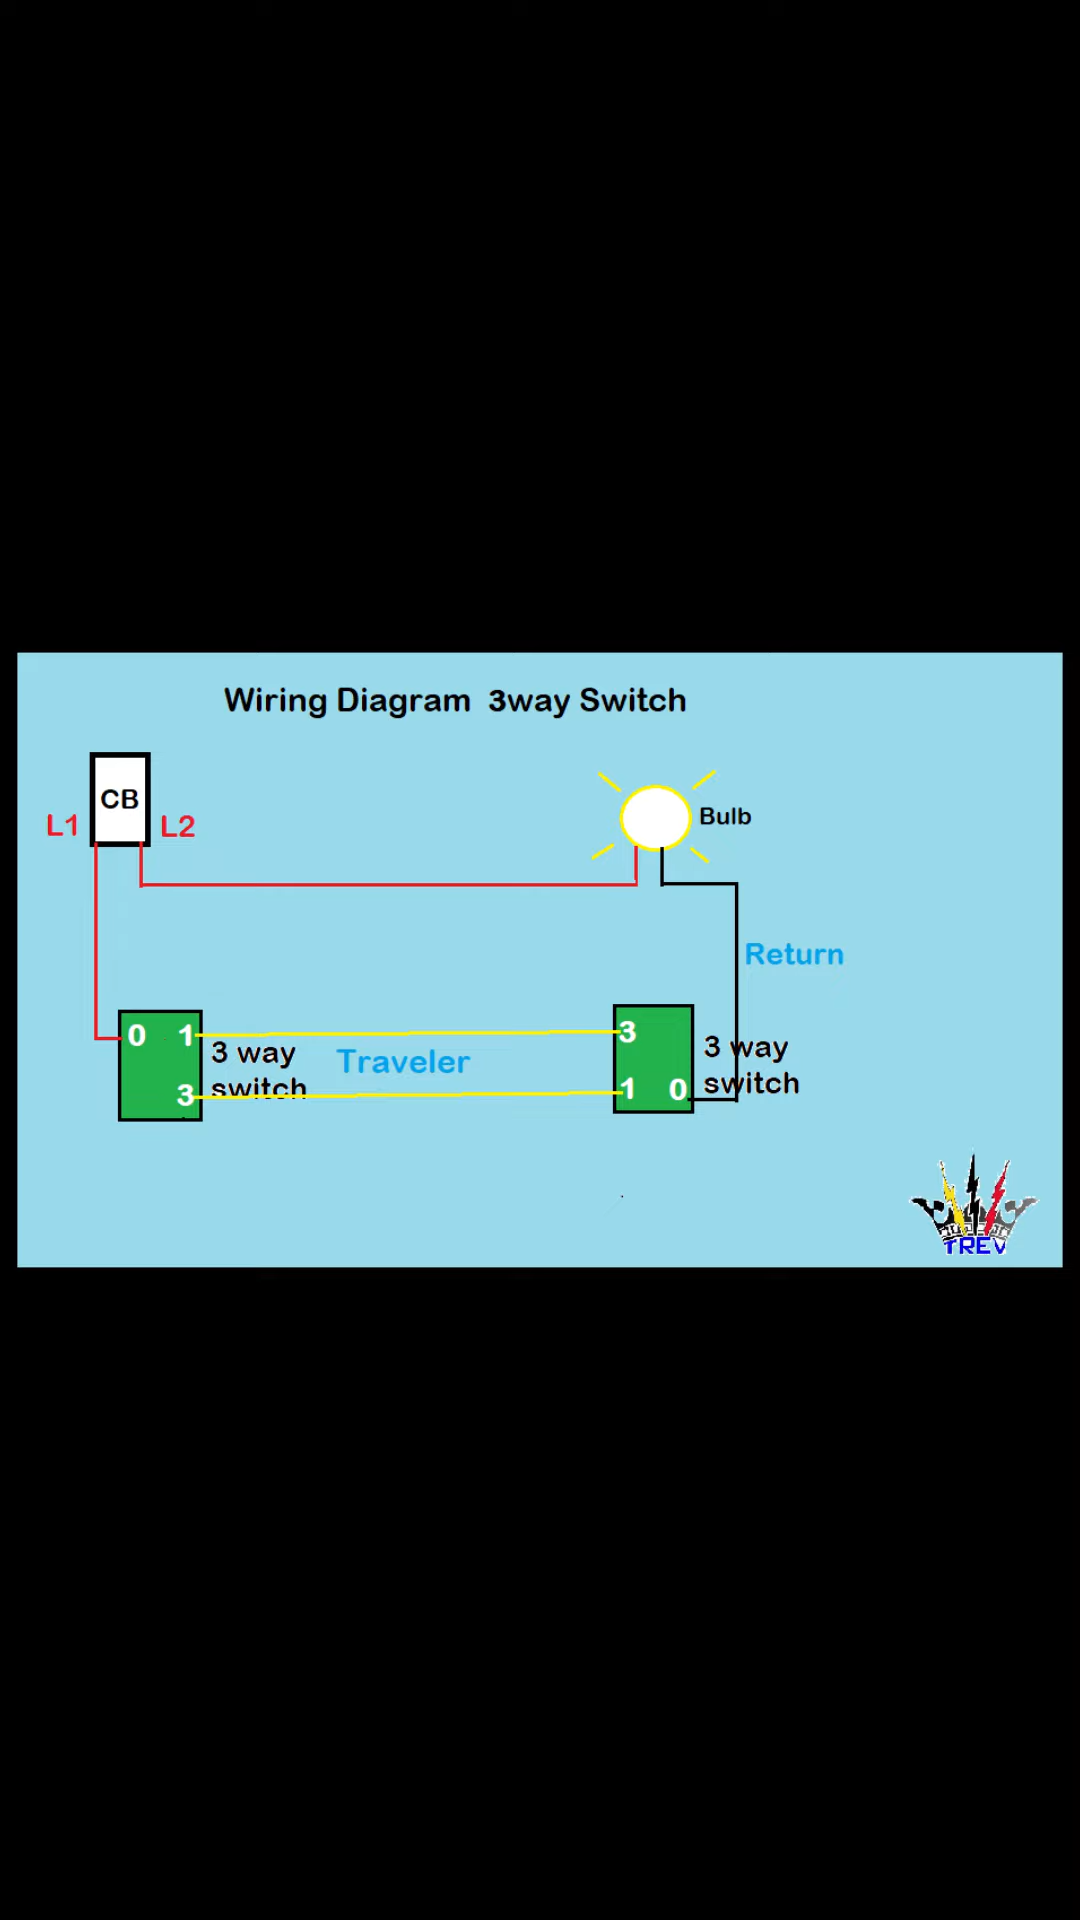 Wiring Diagram 3way Switch
CB
L1
L2
Bulb
Return
0 1
3
3 way
switch
Traveler
3
1 0
3 way
switch
TREV